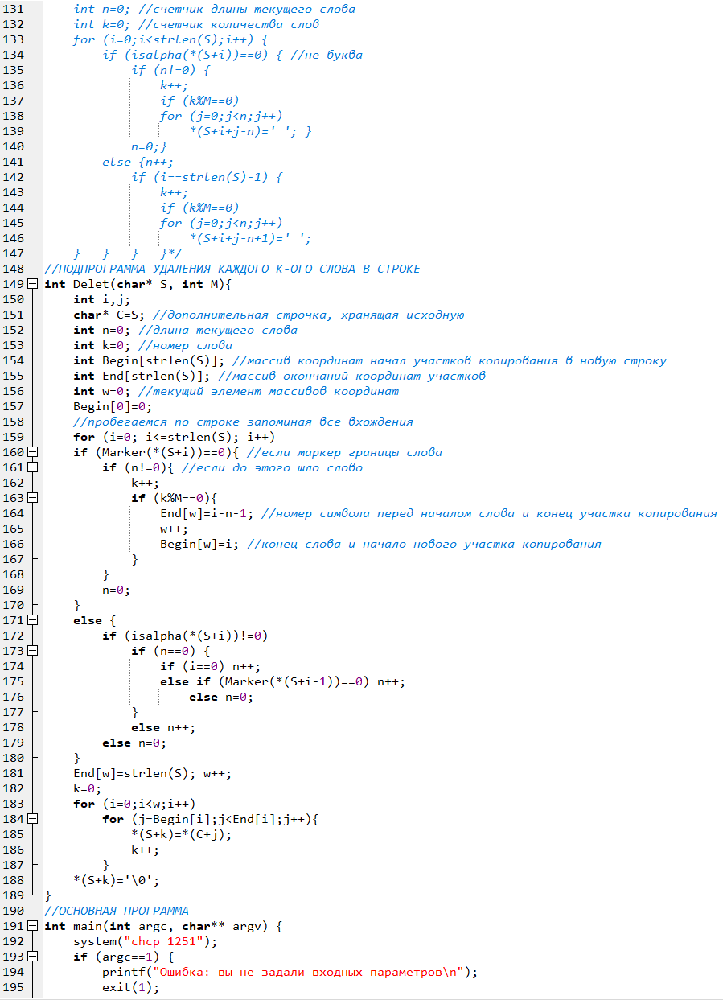 131 int n=0; //счетчик длины текущего слова
132 int k=0; //счетчик количества слов
133 for (i=0;i<strlen(S);i++) {
134 if (isalpha(*(S+i))==0) { //не буква
135 if (n!=0) {
136 k++;
137 if (k%M==0)
138 for (j=0;j<n;j++)
139 *(S+i+j-n)=' '; }
140 n=0;}
141 else {n++;
142 if (i==strlen(S)-1) {
143 k++;
144 if (k%M==0)
145 for (j=0;j<n;j++)
146 *(S+i+j-n+1)=' ';
147 } } } }*/
148 //ПОДПРОГРАММА УДАЛЕНИЯ КАЖДОГО К-ОГО СЛОВА В СТРОКЕ
149 int Delet(char* S, int M){
150 int i,j;
151 char* C=S; //дополнительная строчка, хранящая исходную
152 int n=0; //длина текущего слова
153 int k=0; //номер слова
154 int Begin[strlen(S)]; //массив координат начал участков копирования в новую строку
155 int End[strlen(S)]; //массив окончаний координат участков
156 int w=0; //текущий элемент массивов координат
157 Begin[0]=0;
158 //пробегаемся по строке запоминая все вхождения
159 for (i=0; i<=strlen(S); i++)
160 if (Marker(*(S+i))==0){ //если маркер границы слова
161 if (n!=0){ //если до этого шло слово
162 k++;
163 if (k%M==0){
164 End[w]=i-n-1; //номер символа перед началом слова и конец участка копирования
165 w++;
166 Begin[w]=i; //конец слова и начало нового участка копирования
167 }
168 }
169 n=0;
170 }
171 else {
172 if (isalpha(*(S+i))!=0)
173 if (n==0) {
174 if (i==0) n++;
175 else if (Marker(*(S+i-1))==0) n++;
176 else n=0;
177 }
178 else n++;
179 else n=0;
180 }
181 End[w]=strlen(S); w++;
182 k=0;
183 for (i=0;i<w;i++)
184 for (j=Begin[i];j<End[i];j++){
185 *(S+k)=*(C+j);
186 k++;
187 }
188 *(S+k)='\0';
189 }
190 //ОСНОВНАЯ ПРОГРАММА
191 int main(int argc, char** argv) {
192 system("chcp 1251");
193 if (argc==1) {
194 printf("Ошибка: вы не задали входных параметров\n");
195 exit(1);